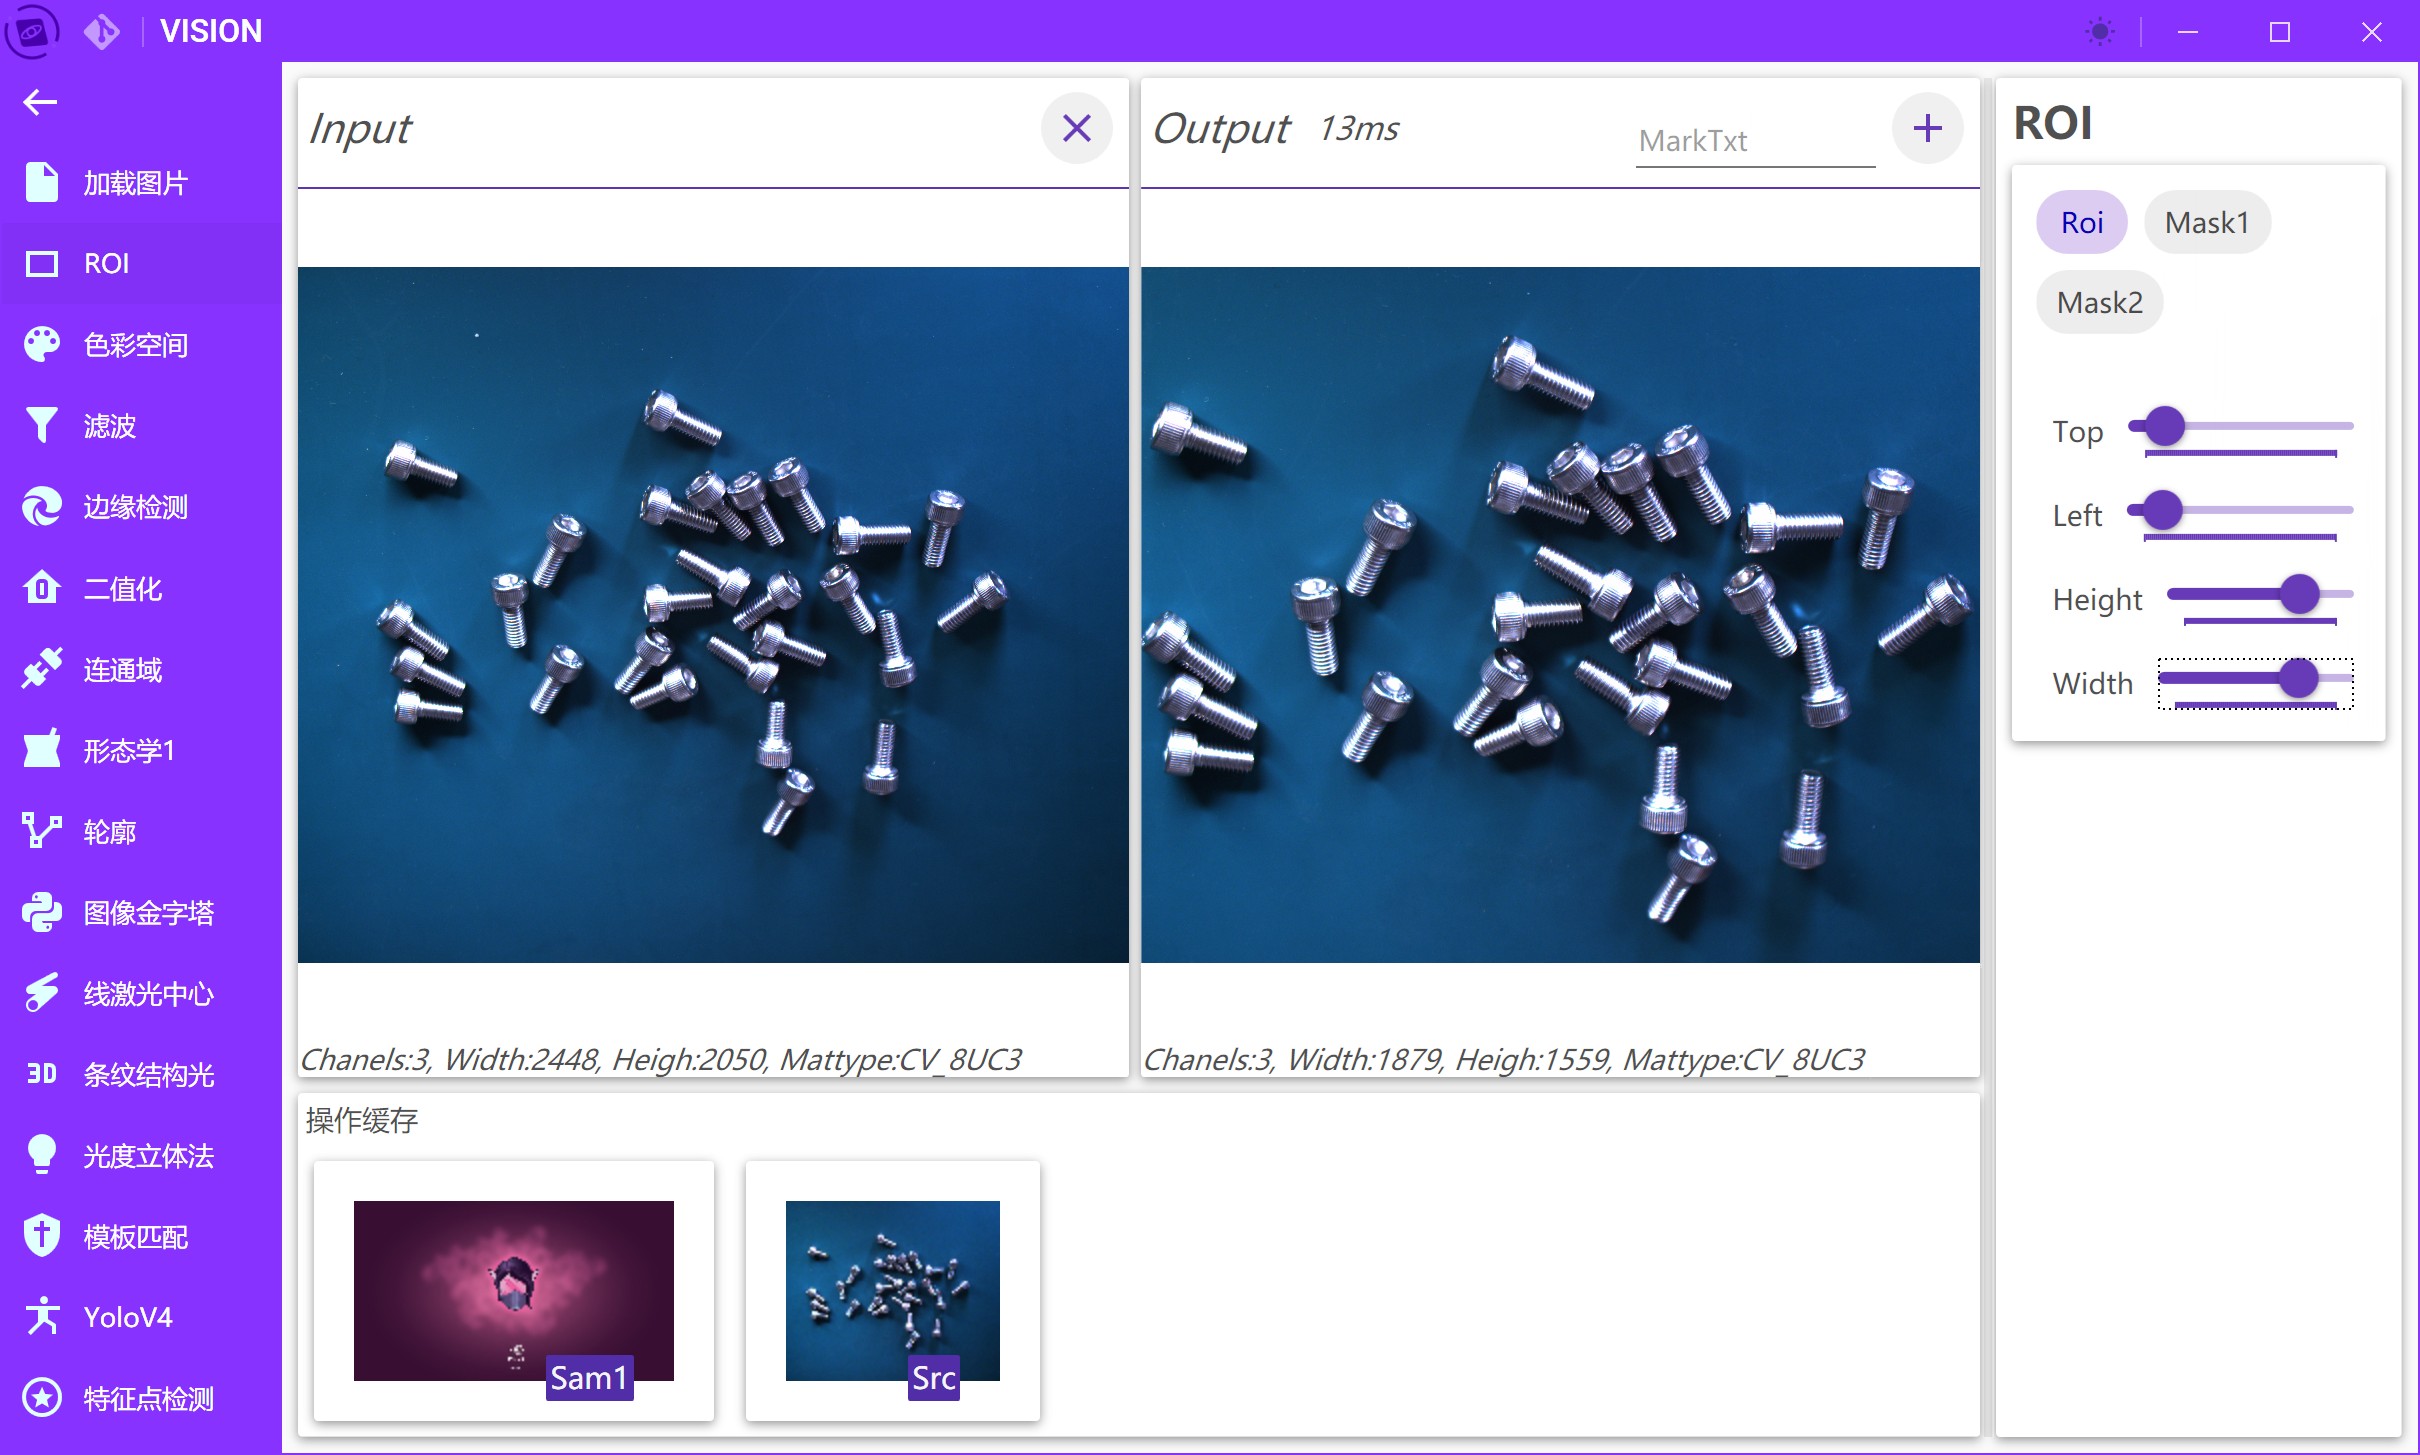 VISION
加载图片
ROI
色彩空间
滤波
边缘检测
二值化
连通域
形态学1
轮廓
图像金字塔
线激光中心
3D 条纹结构光
光度立体法
模板匹配
YoloV4
特征点检测
Input
Chanels:3, Width:2448, Heigh:2050, Mattype:CV_8UC3
Output 13ms MarkTxt
Chanels:3, Width:1879, Heigh:1559, Mattype:CV_8UC3
操作缓存
Sam1
Src
ROI
Roi Mask1
Mask2
Top
Left
Height
Width